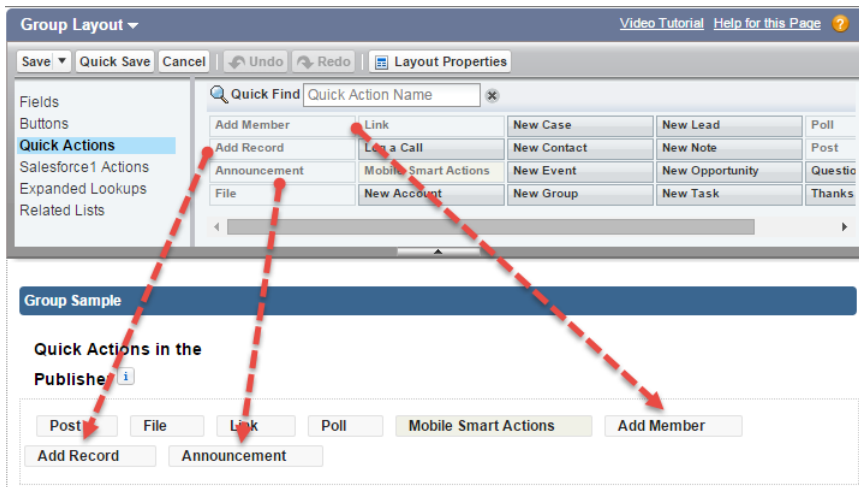 Group Layout
Video Tutorial Help for this Page ?
Save Quick Save Cancel Undo Redo Layout Properties
Fields
Buttons
Quick Actions
Salesforce1 Actions
Expanded Lookups
Related Lists
Quick Find Quick Action Name
Add Member Link New Case New Lead Poll
Add Record Log a Call New Contact New Note Post
Announcement Mobile Smart Actions New Event New Opportunity Questio
File New Account New Group New Task Thanks
Group Sample
Quick Actions in the
Publisher i
Post File Link Poll Mobile Smart Actions Add Member
Add Record Announcement